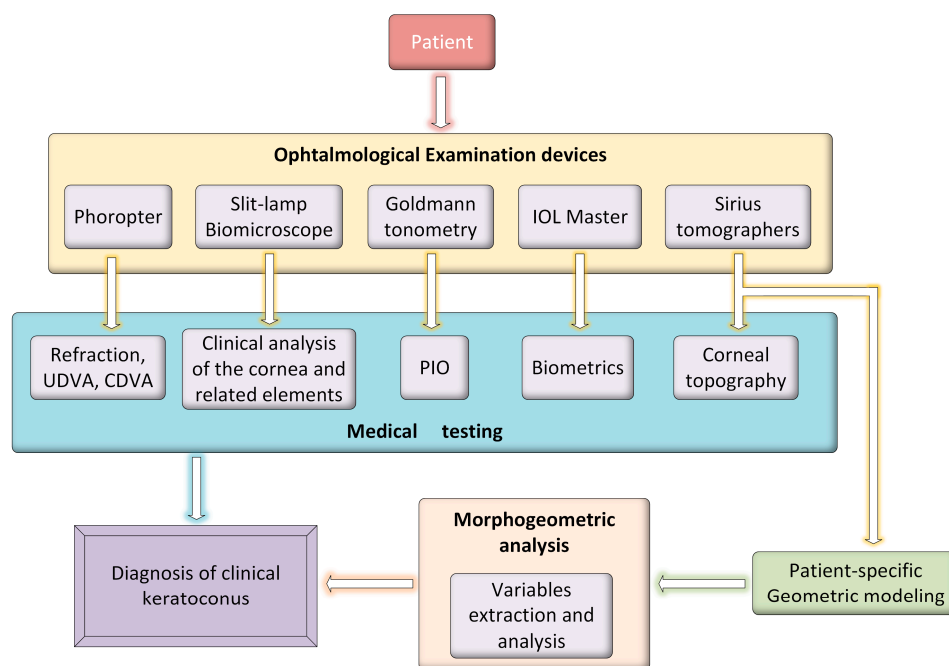 Patient
Ophtalmological Examination devices
Phoropter
Slit-lamp
Biomicroscope
Goldmann
tonometry
IOL Master
Sirius
tomographers
Refraction,
UDVA, CDVA
Clinical analysis
of the cornea and
related elements
PIO
Biometrics
Corneal
topography
Medical testing
Diagnosis of clinical
keratoconus
Morphogeometric
analysis
Variables
extraction and
analysis
Patient-specific
Geometric modeling